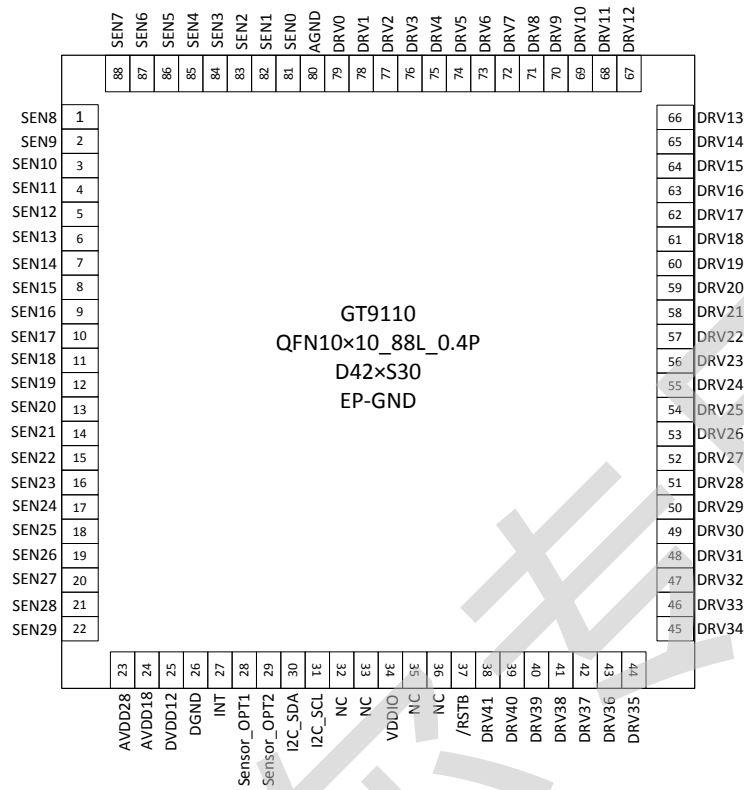 SEN7 SEN6 SEN5 SEN4 SEN3 SEN2 SEN1 SEN0 AGND DRV0 DRV1 DRV2 DRV3 DRV4 DRV5 DRV6 DRV7 DRV8 DRV9 DRV10 DRV11 DRV12
88 87 86 85 84 83 82 81 80 79 78 77 76 75 74 73 72 71 70 69 68 67
SEN8 1
SEN9 2
SEN10 3
SEN11 4
SEN12 5
SEN13 6
SEN14 7
SEN15 8
SEN16 9
SEN17 10
SEN18 11
SEN19 12
SEN20 13
SEN21 14
SEN22 15
SEN23 16
SEN24 17
SEN25 18
SEN26 19
SEN27 20
SEN28 21
SEN29 22
GT9110
QFN10×10_88L_0.4P
D42×S30
EP-GND
66 DRV13
65 DRV14
64 DRV15
63 DRV16
62 DRV17
61 DRV18
60 DRV19
59 DRV20
58 DRV21
57 DRV22
56 DRV23
55 DRV24
54 DRV25
53 DRV26
52 DRV27
51 DRV28
50 DRV29
49 DRV30
48 DRV31
47 DRV32
46 DRV33
45 DRV34
23 24 25 26 27 28 29 30 31 32 33 34 35 36 37 38 39 40 41 42 43 44
AVDD28 AVDD18 DVDD12 DGND INT Sensor_OPT1 Sensor_OPT2 I2C_SDA I2C_SCL NC NC VDDIO NC NC /RSTB DRV41 DRV40 DRV39 DRV38 DRV37 DRV36 DRV35